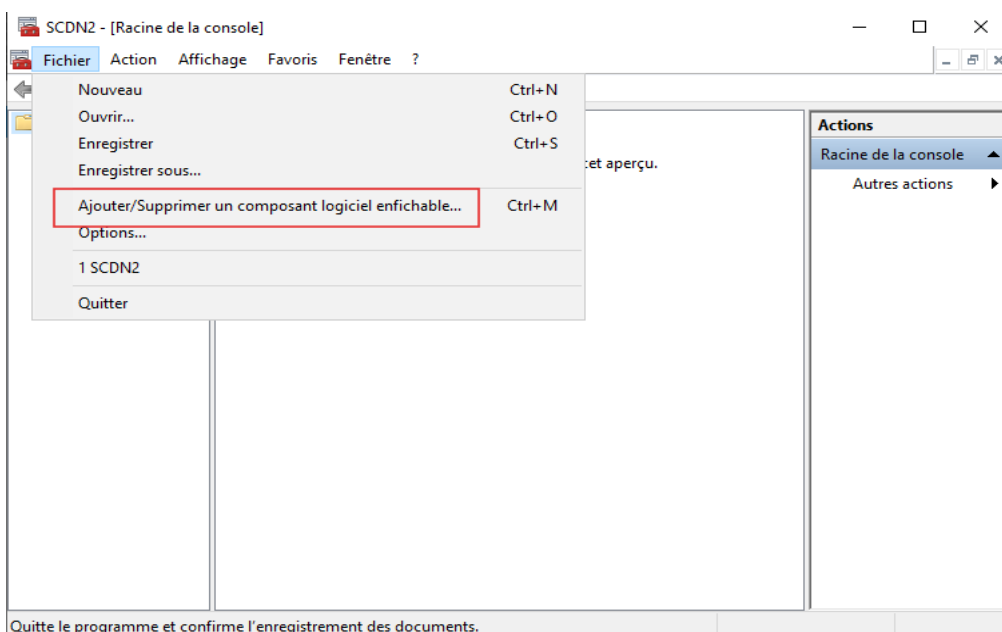 SCDN2 - [Racine de la console]
Fichier Action Affichage Favoris Fenêtre ?
Nouveau Ctrl+N
Ouvrir... Ctrl+O
Enregistrer Ctrl+S
Enregistrer sous...
Ajouter/Supprimer un composant logiciel enfichable... Ctrl+M
Options...
1 SCDN2
Quitter
cet aperçu.
Actions
Racine de la console
Autres actions
Quitte le programme et confirme l'enregistrement des documents.